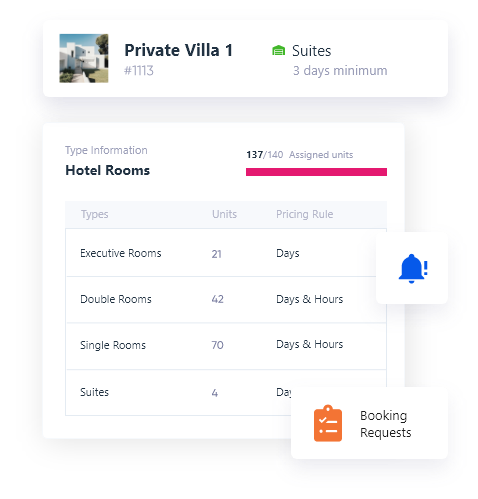 Private Villa 1
#1113
Suites
3 days minimum
Type Information
Hotel Rooms
137/140 Assigned units
Types Units Pricing Rule
Executive Rooms 21 Days
Double Rooms 42 Days & Hours
Single Rooms 70 Days & Hours
Suites 4
Booking
Requests